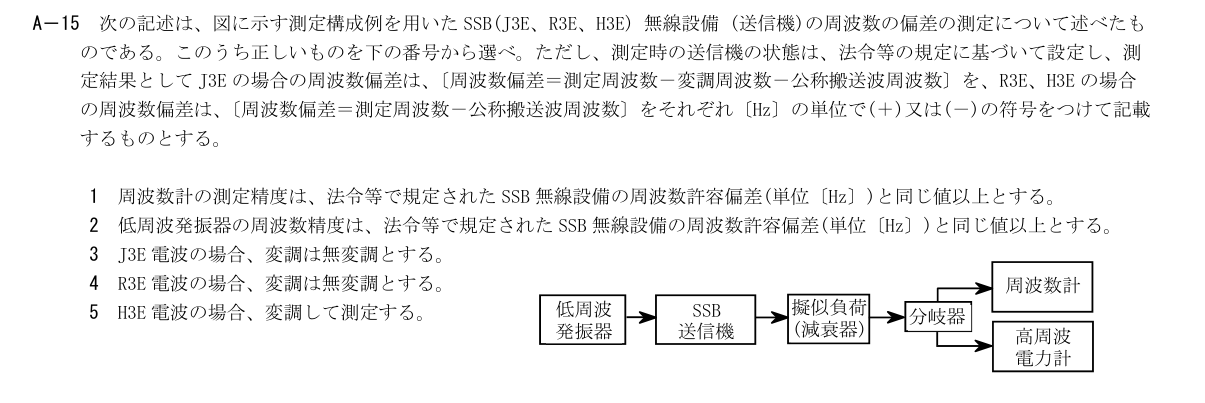 A－15 次の記述は、図に示す測定構成例を用いた SSB(J3E、R3E、H3E) 無線設備 (送信機)の周波数の偏差の測定について述べたも
のである。このうち正しいものを下の番号から選べ。ただし、測定時の送信機の状態は、法令等の規定に基づいて設定し、測
定結果として J3E の場合の周波数偏差は、〔周波数偏差＝測定周波数－変調周波数－公称搬送波周波数〕を、R3E、H3E の場合
の周波数偏差は、〔周波数偏差＝測定周波数－公称搬送波周波数〕をそれぞれ〔Hz〕の単位で(＋)又は(－)の符号をつけて記載
するものとする。
1 周波数計の測定精度は、法令等で規定された SSB 無線設備の周波数許容偏差(単位〔Hz〕)と同じ値以上とする。
2 低周波発振器の周波数精度は、法令等で規定された SSB 無線設備の周波数許容偏差(単位〔Hz〕)と同じ値以上とする。
3 J3E 電波の場合、変調は無変調とする。
4 R3E 電波の場合、変調は無変調とする。
5 H3E 電波の場合、変調して測定する。
低周波
発振器
SSB
送信機
擬似負荷
(減衰器)
分岐器
周波数計
高周波
電力計